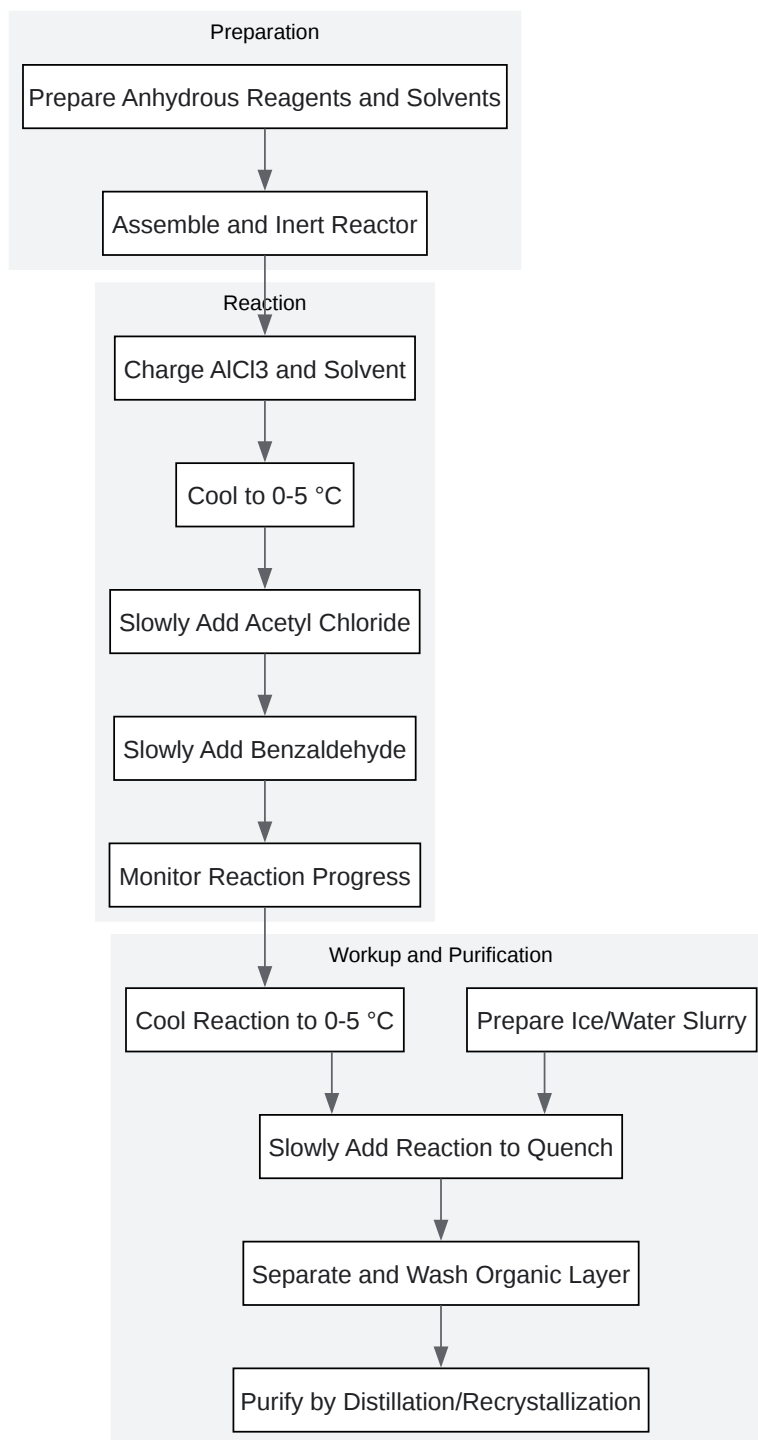 Preparation
Prepare Anhydrous Reagents and Solvents
Assemble and Inert Reactor
Reaction
Charge AlCl3 and Solvent
Cool to 0-5 °C
Slowly Add Acetyl Chloride
Slowly Add Benzaldehyde
Monitor Reaction Progress
Workup and Purification
Cool Reaction to 0-5 °C
Prepare Ice/Water Slurry
Slowly Add Reaction to Quench
Separate and Wash Organic Layer
Purify by Distillation/Recrystallization